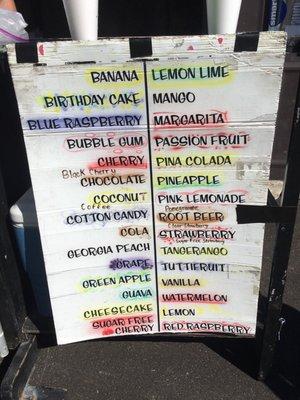 BANANA
BIRTHDAY CAKE
BLUE RASPBERRY
BUBBLE GUM
CHERRY
Black Cherry
CHOCOLATE
COCONUT
Coffee
COTTON CANDY
COLA
GEORGIA PEACH
GRAPE
GREEN APPLE
GUAVA
CHEESECAKE
SUGAR FREE
CHERRY
LEMON LIME
MANGO
MARGARITA
PASSION FRUIT
PINA COLADA
PINEAPPLE
PINK LEMONADE
Pomegranate
ROOT BEER
Clear Strawberry
STRAWBERRY
Sugar Free Strawberry
TANGERANGO
TUTTIFRUIT
VANILLA
WATERMELON
LEMON
RED RASPBERRY